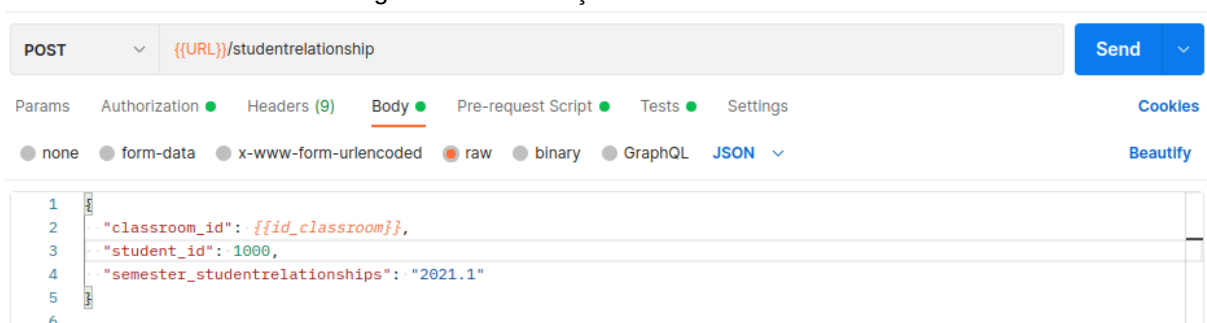 POST {{URL}}/studentrelationship Send
Params Authorization Headers (9) Body Pre-request Script Tests Settings Cookies
none form-data x-www-form-urlencoded raw binary GraphQL JSON Beautify
1 {
2 "classroom_id": {{id_classroom}},
3 "student_id": 1000,
4 "semester_studentrelationships": "2021.1"
5 }
6